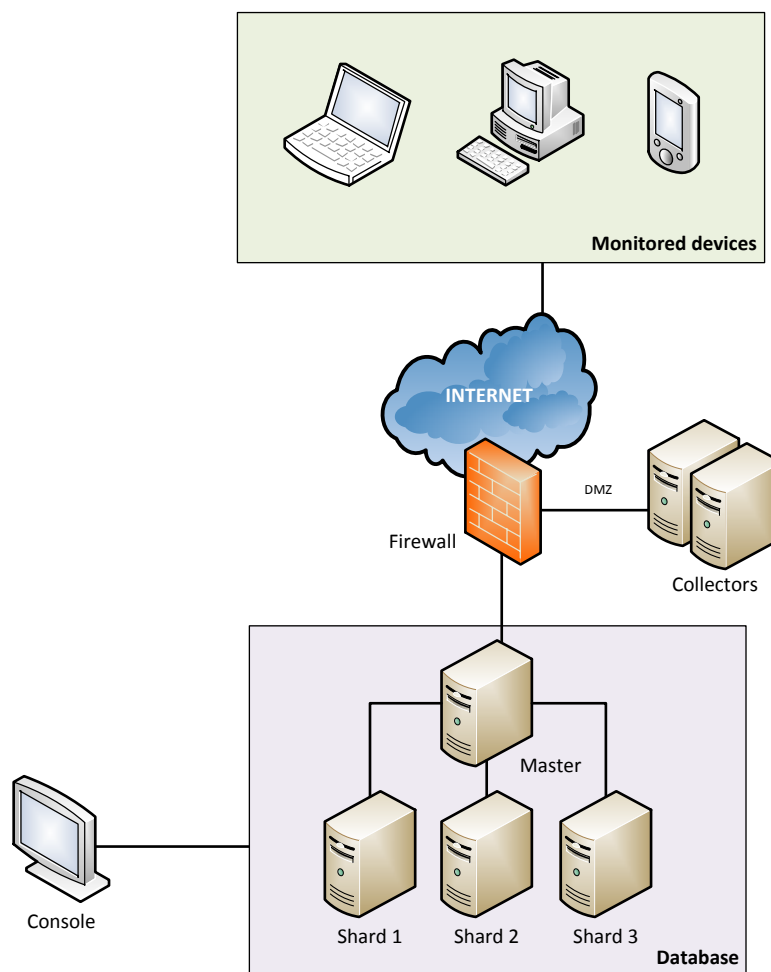 Monitored devices
INTERNET
DMZ
Firewall
Collectors
Master
Console
Shard 1
Shard 2
Shard 3
Database